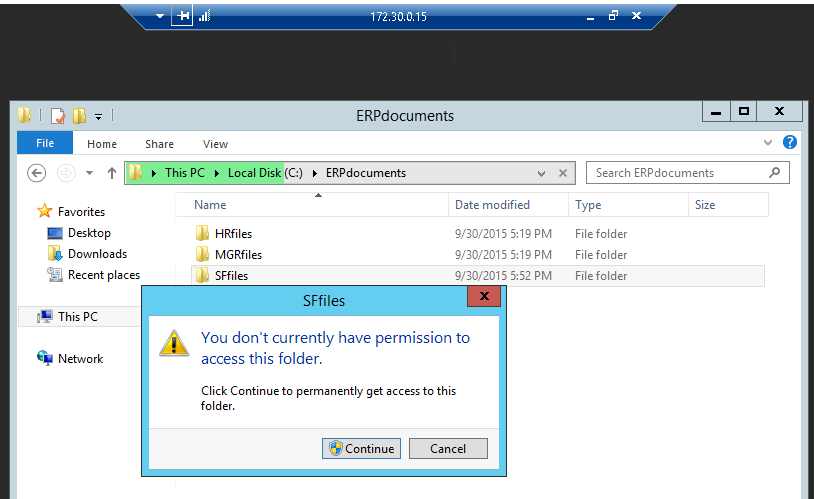 172.30.0.15
ERPdocuments
File Home Share View
This PC Local Disk (C:) ERPdocuments
Search ERPdocuments
Name Date modified Type Size
Favorites
Desktop
Downloads
Recent places
This PC
Network
HRfiles 9/30/2015 5:19 PM File folder
MGRfiles 9/30/2015 5:19 PM File folder
SFfiles 9/30/2015 5:52 PM File folder
SFfiles
You don't currently have permission to
access this folder.
Click Continue to permanently get access to this
folder.
Continue Cancel